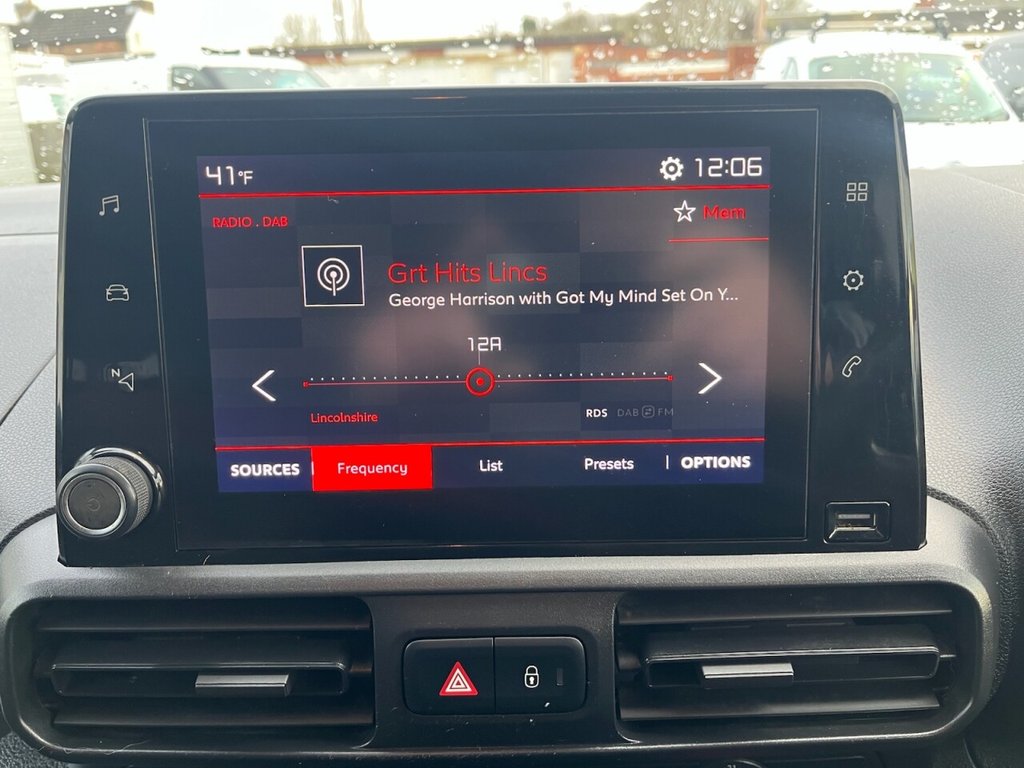 41°F
12:06
RADIO . DAB
Mem
Grt Hits Lincs
George Harrison with Got My Mind Set On Y...
12A
Lincolnshire
RDS DAB FM
SOURCES | Frequency List Presets | OPTIONS
N